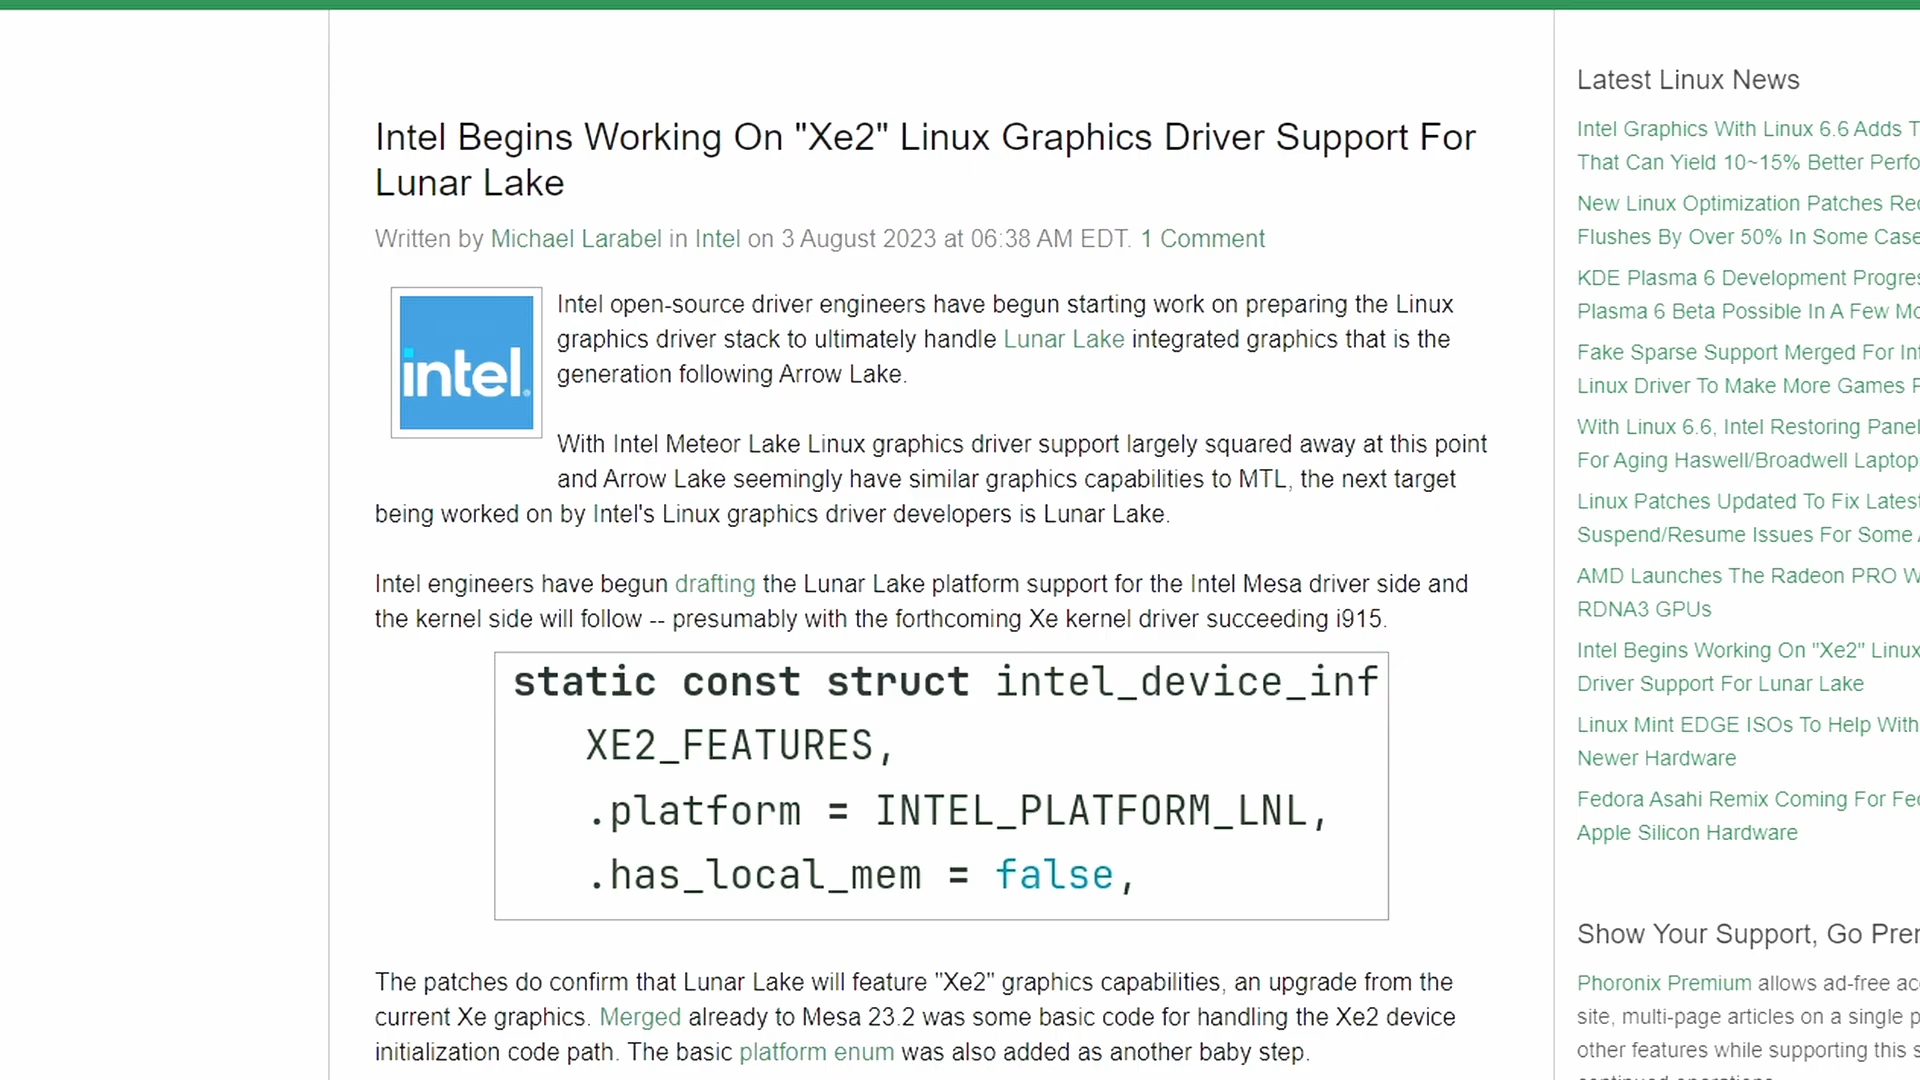 Intel Begins Working On "Xe2" Linux Graphics Driver Support For
Lunar Lake
Written by Michael Larabel in Intel on 3 August 2023 at 06:38 AM EDT. 1 Comment
intel.
Intel open-source driver engineers have begun starting work on preparing the Linux
graphics driver stack to ultimately handle Lunar Lake integrated graphics that is the
generation following Arrow Lake.
With Intel Meteor Lake Linux graphics driver support largely squared away at this point
and Arrow Lake seemingly have similar graphics capabilities to MTL, the next target
being worked on by Intel's Linux graphics driver developers is Lunar Lake.
Intel engineers have begun drafting the Lunar Lake platform support for the Intel Mesa driver side and
the kernel side will follow -- presumably with the forthcoming Xe kernel driver succeeding i915.
static const struct intel_device_inf
XE2_FEATURES,
.platform = INTEL_PLATFORM_LNL,
.has_local_mem = false,
The patches do confirm that Lunar Lake will feature "Xe2" graphics capabilities, an upgrade from the
current Xe graphics. Merged already to Mesa 23.2 was some basic code for handling the Xe2 device
initialization code path. The basic platform enum was also added as another baby step.
Latest Linux News
Intel Graphics With Linux 6.6 Adds T
That Can Yield 10~15% Better Perfo
New Linux Optimization Patches Re
Flushes By Over 50% In Some Case
KDE Plasma 6 Development Progres
Plasma 6 Beta Possible In A Few Mo
Fake Sparse Support Merged For In
Linux Driver To Make More Games
With Linux 6.6, Intel Restoring Panel
For Aging Haswell/Broadwell Laptop
Linux Patches Updated To Fix Latest
Suspend/Resume Issues For Some
AMD Launches The Radeon PRO W
RDNA3 GPUs
Intel Begins Working On "Xe2" Linux
Driver Support For Lunar Lake
Linux Mint EDGE ISOs To Help With
Newer Hardware
Fedora Asahi Remix Coming For Fe
Apple Silicon Hardware
Show Your Support, Go Pre
Phoronix Premium allows ad-free ac
site, multi-page articles on a single p
other features while supporting this s